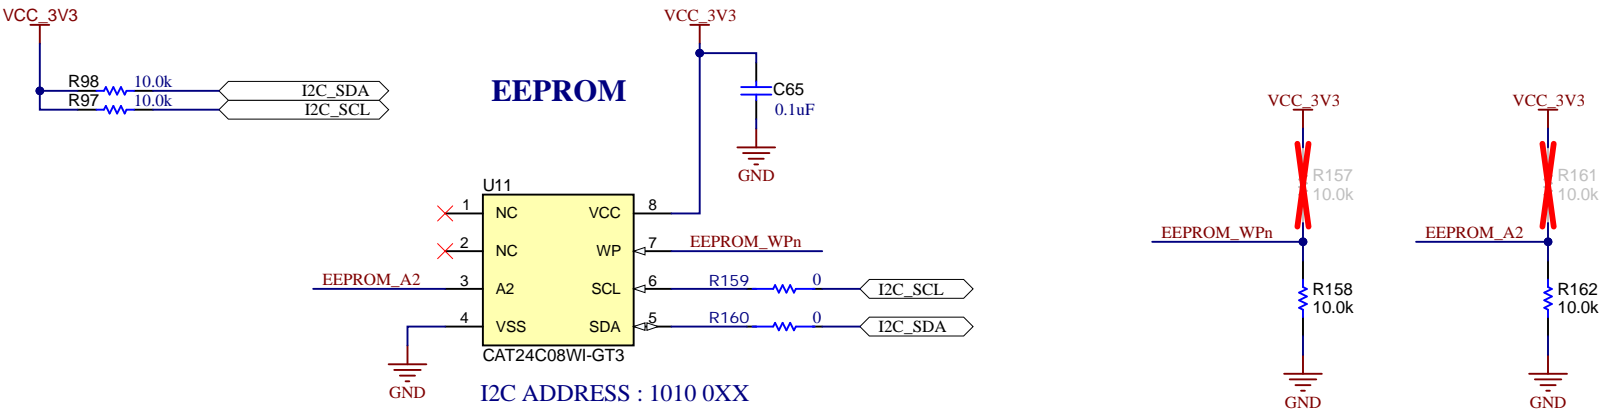 VCC_3V3
R98 10.0k I2C_SDA
R97 10.0k I2C_SCL
EEPROM
VCC_3V3
C65
0.1uF
GND
U11
1 NC VCC 8
2 NC WP 7 EEPROM_WPn
EEPROM_A2 3 A2 SCL 6 R159 0 I2C_SCL
4 VSS SDA 5 R160 0 I2C_SDA
CAT24C08WI-GT3
GND
I2C ADDRESS : 1010 0XX
VCC_3V3
R157
10.0k
EEPROM_WPn
R158
10.0k
GND
VCC_3V3
R161
10.0k
EEPROM_A2
R162
10.0k
GND